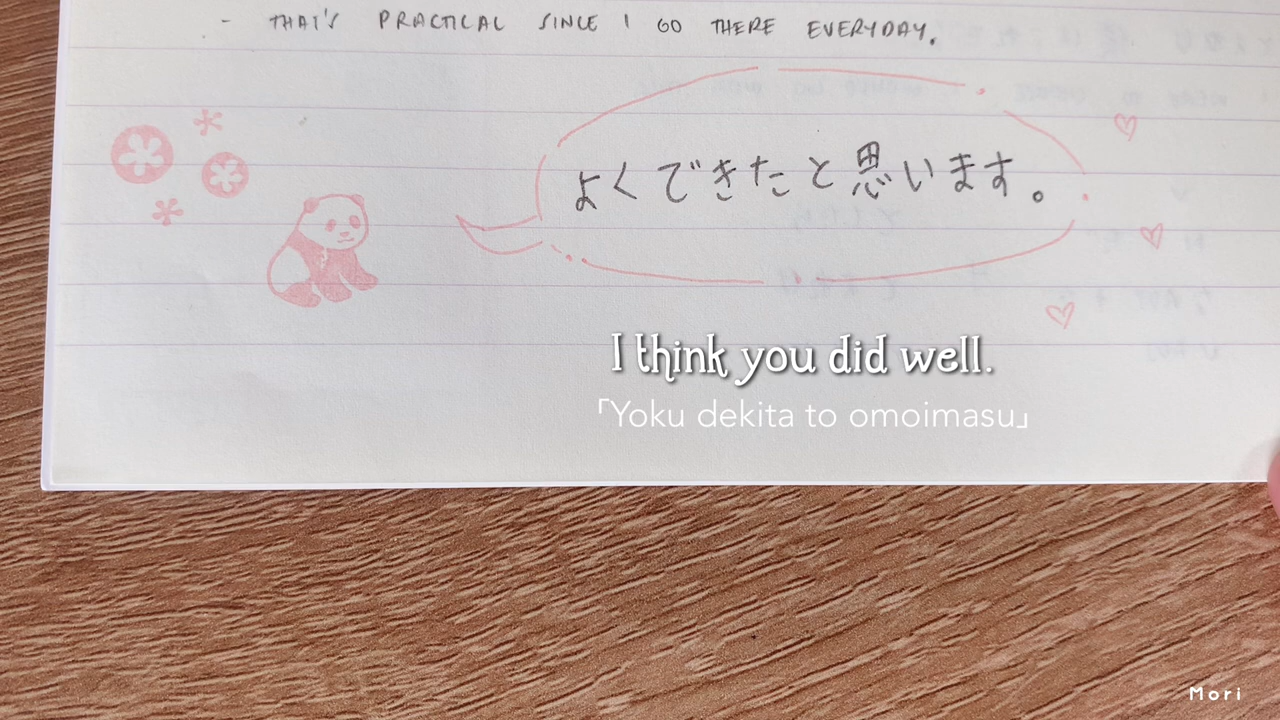 - THAT'S PRACTICAL SINCE I GO THERE EVERYDAY.
よくできたと思います。
I think you did well.
「Yoku dekita to omoimasu」
Mori